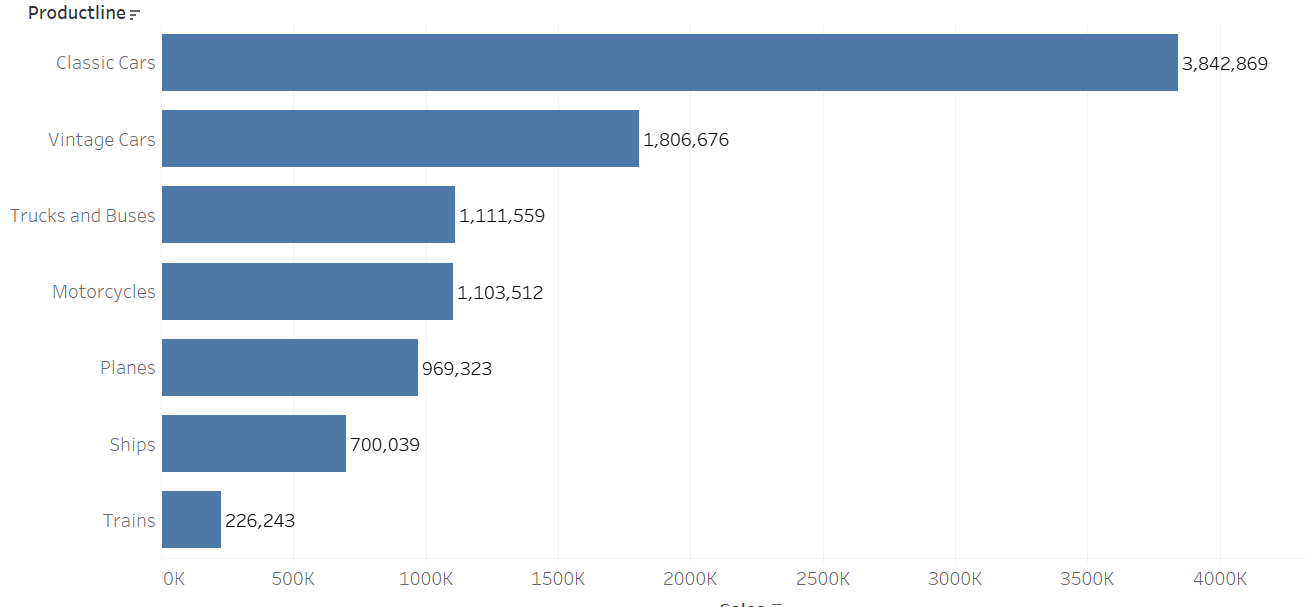 Productline
Classic Cars 3,842,869
Vintage Cars 1,806,676
Trucks and Buses 1,111,559
Motorcycles 1,103,512
Planes 969,323
Ships 700,039
Trains 226,243
0K 500K 1000K 1500K 2000K 2500K 3000K 3500K 4000K
Sales